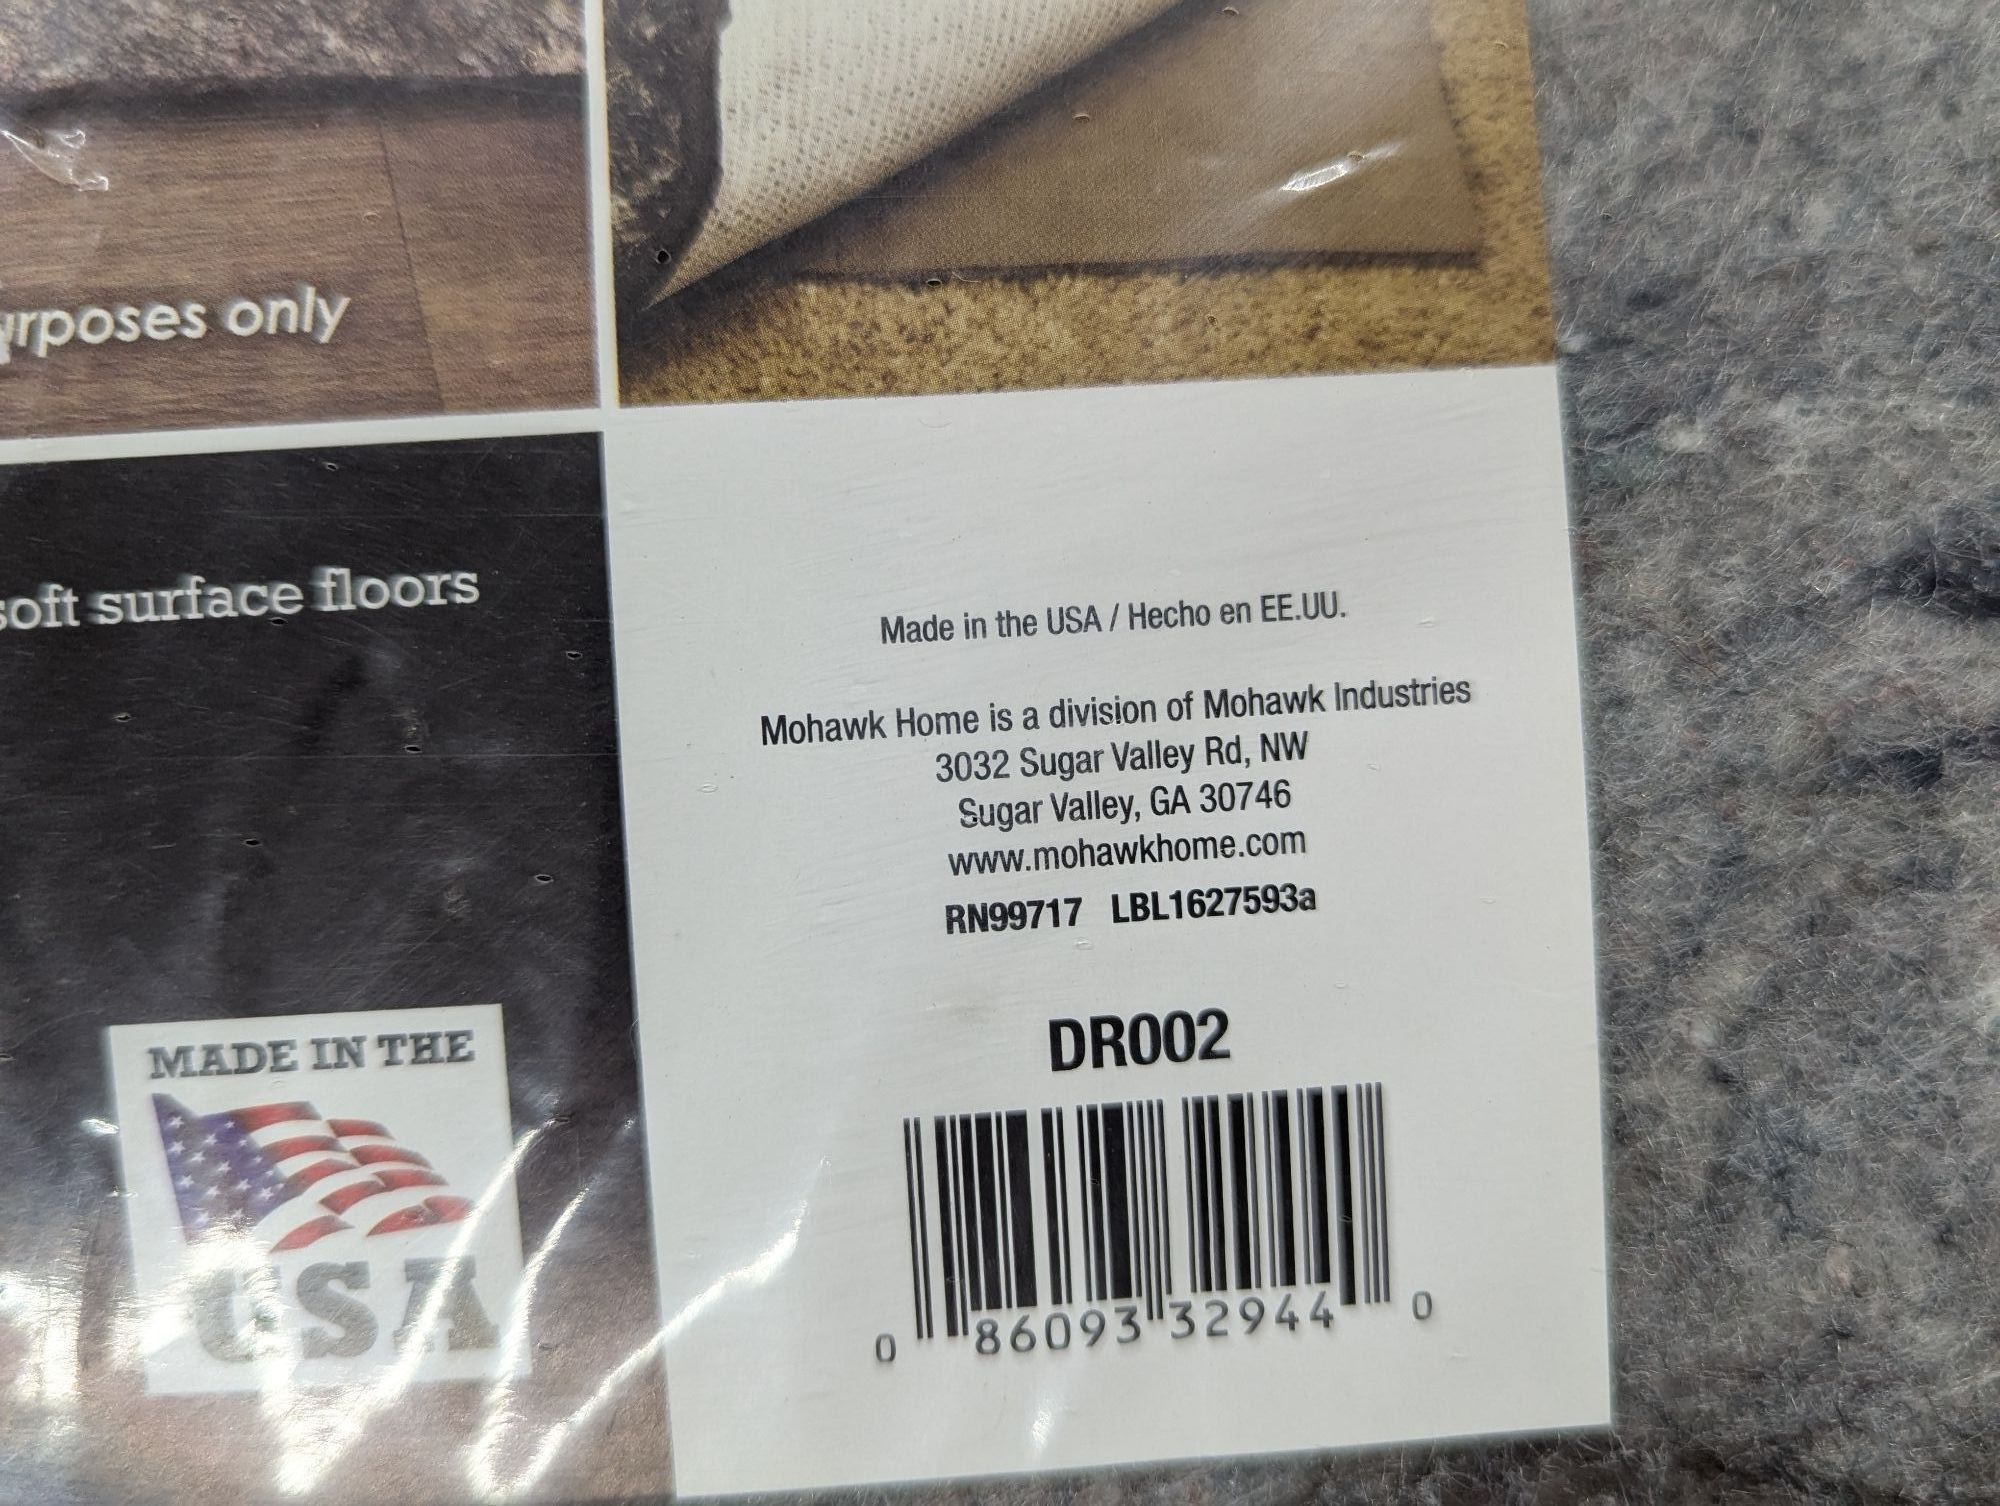 purposes only
soft surface floors
MADE IN THE
USA
Made in the USA / Hecho en EE.UU.
Mohawk Home is a division of Mohawk Industries
3032 Sugar Valley Rd, NW
Sugar Valley, GA 30746
www.mohawkhome.com
RN99717 LBL1627593a
DR002
0 86093 32944 0